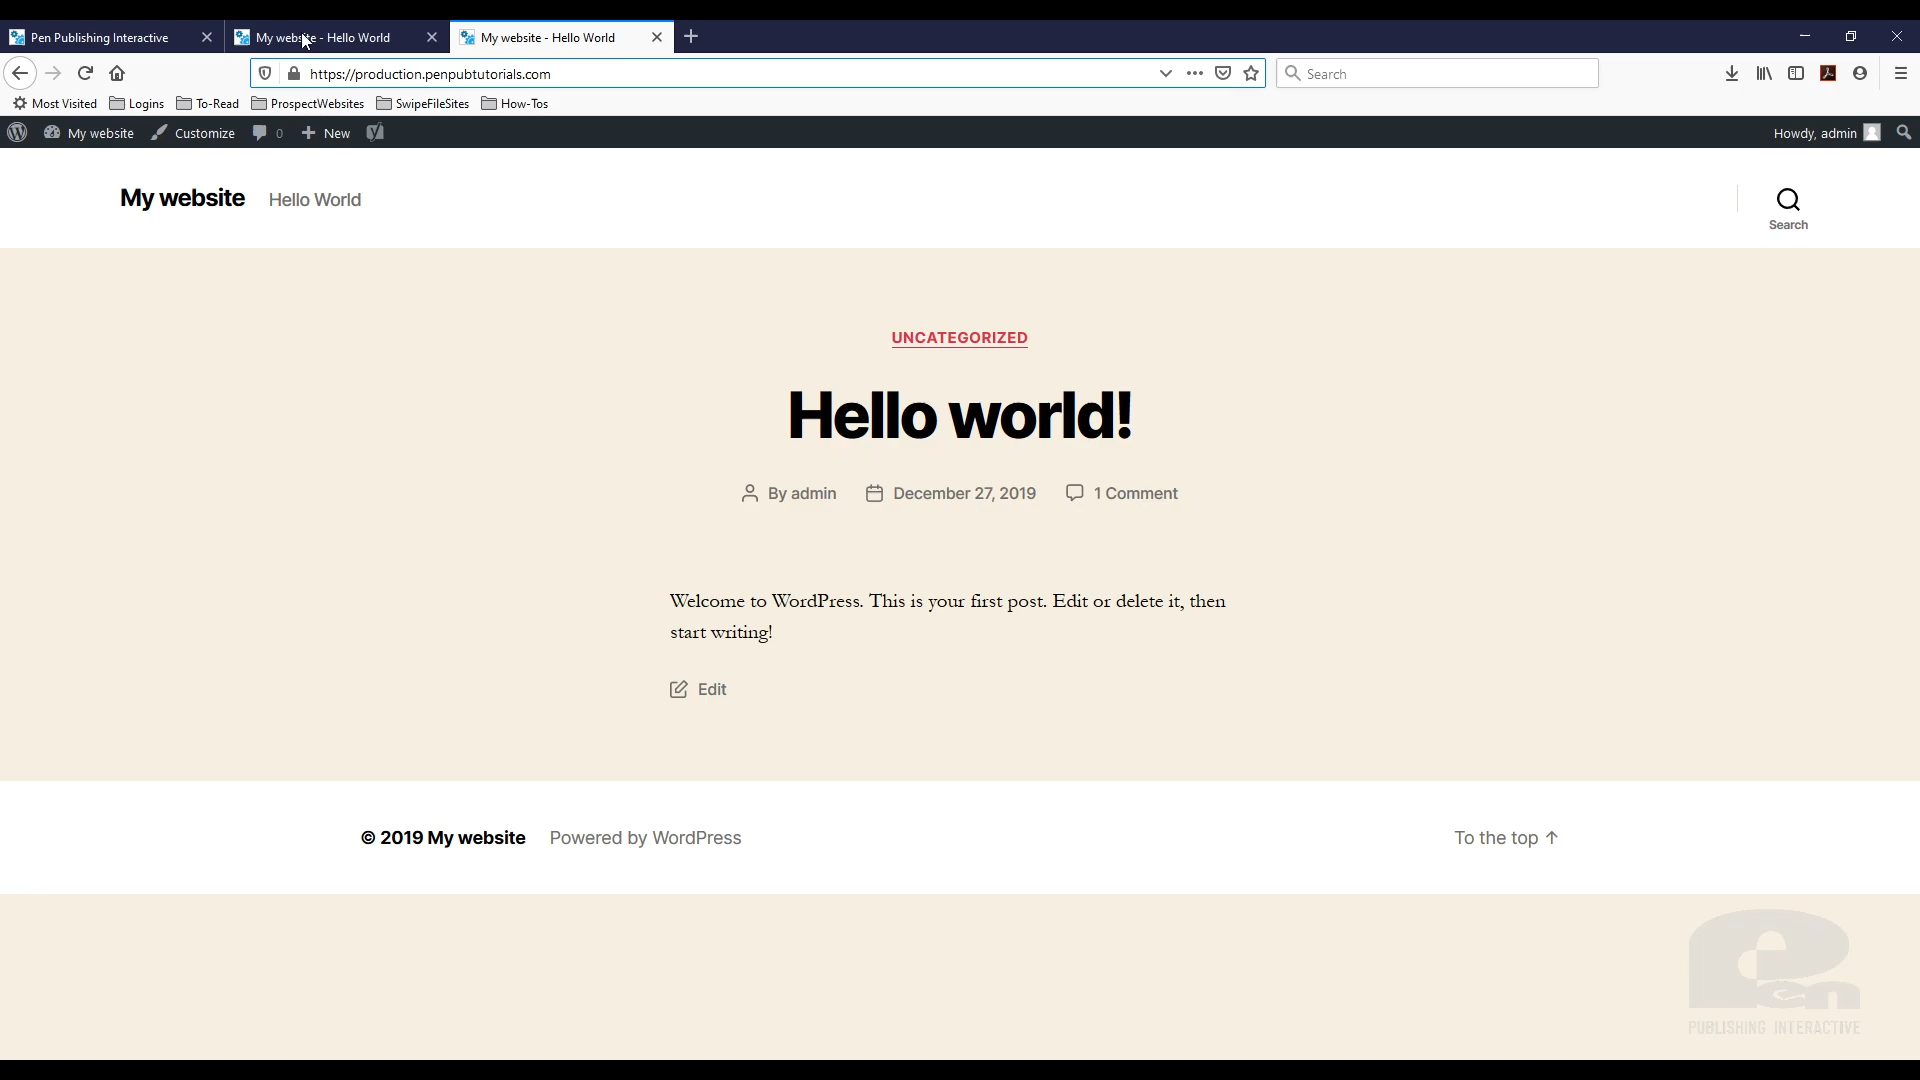 Pen Publishing Interactive
My website - Hello World
My website - Hello World
https://production.penpubtutorials.com
Search
Most Visited Logins To-Read ProspectWebsites SwipeFileSites How-Tos
My website Customize 0 New Howdy, admin
My website Hello World
Search
UNCATEGORIZED
Hello world!
By admin December 27, 2019 1 Comment
Welcome to WordPress. This is your first post. Edit or delete it, then
start writing!
Edit
© 2019 My website Powered by WordPress To the top ↑
Pen
PUBLISHING INTERACTIVE